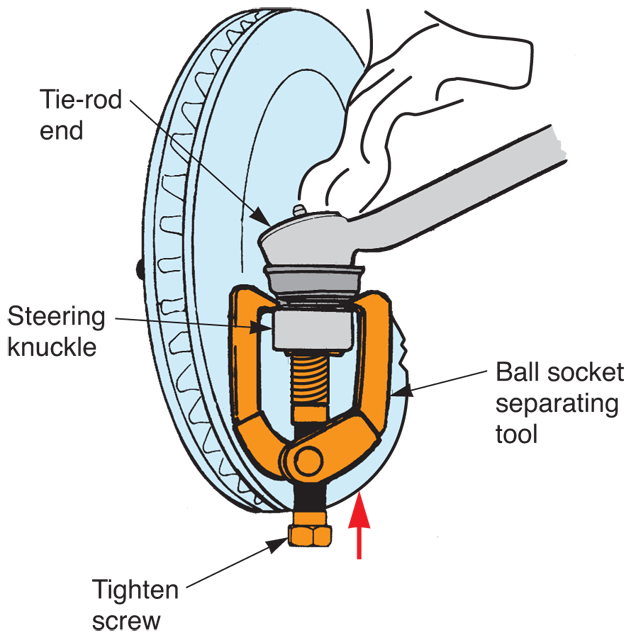 Tie-rod
end
Steering
knuckle
Ball socket
separating
tool
Tighten
screw